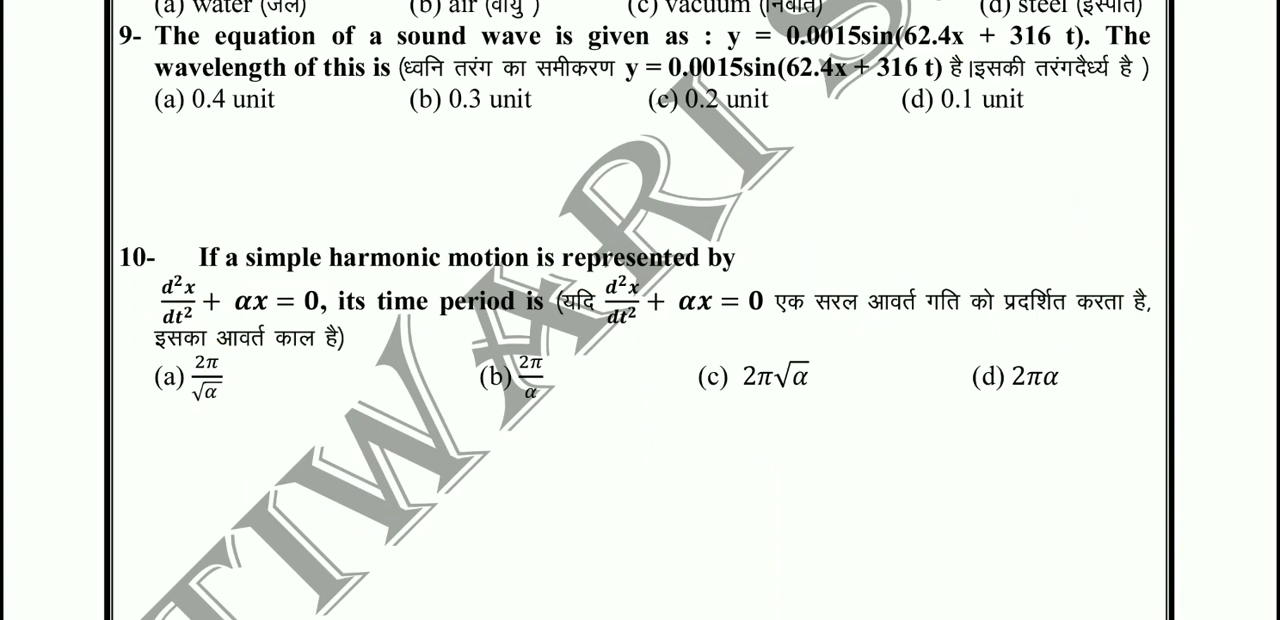 (a) water (जल) (b) air (वायु ) (c) vacuum (निर्वात) (d) steel (इस्पात)
9- The equation of a sound wave is given as : y = 0.0015sin(62.4x + 316 t). The
wavelength of this is (ध्वनि तरंग का समीकरण y = 0.0015sin(62.4x + 316 t) है।इसकी तरंगदैर्ध्य है )
(a) 0.4 unit (b) 0.3 unit (c) 0.2 unit (d) 0.1 unit
10- If a simple harmonic motion is represented by
d²x/dt² + αx = 0, its time period is (यदि d²x/dt² + αx = 0 एक सरल आवर्त गति को प्रदर्शित करता है,
इसका आवर्त काल है)
(a) 2π/√α (b) 2π/α (c) 2π√α (d) 2πα
TIWARI S